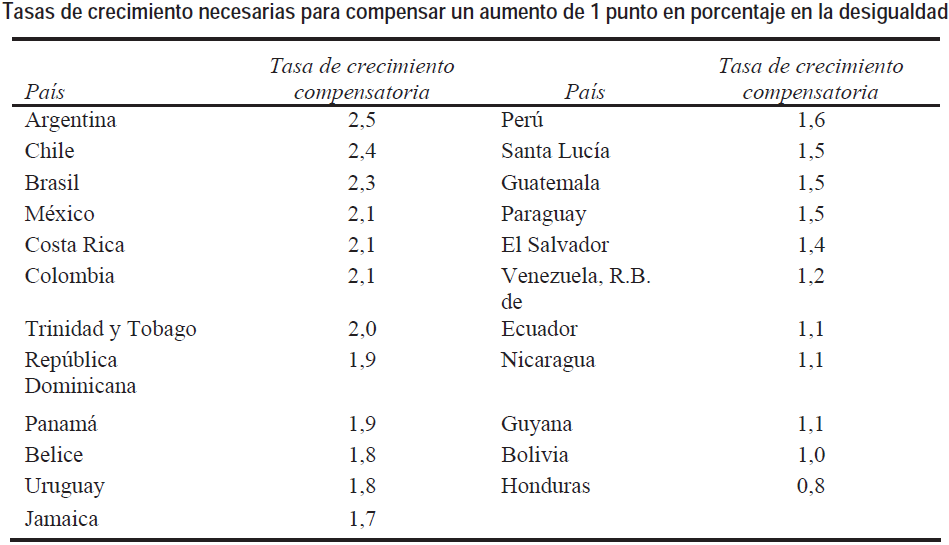 Tasas de crecimiento necesarias para compensar un aumento de 1 punto en porcentaje en la desigualdad
País Tasa de crecimiento compensatoria País Tasa de crecimiento compensatoria
Argentina 2,5 Perú 1,6
Chile 2,4 Santa Lucía 1,5
Brasil 2,3 Guatemala 1,5
México 2,1 Paraguay 1,5
Costa Rica 2,1 El Salvador 1,4
Colombia 2,1 Venezuela, R.B. de 1,2
Trinidad y Tobago 2,0 Ecuador 1,1
República Dominicana 1,9 Nicaragua 1,1
Panamá 1,9 Guyana 1,1
Belice 1,8 Bolivia 1,0
Uruguay 1,8 Honduras 0,8
Jamaica 1,7